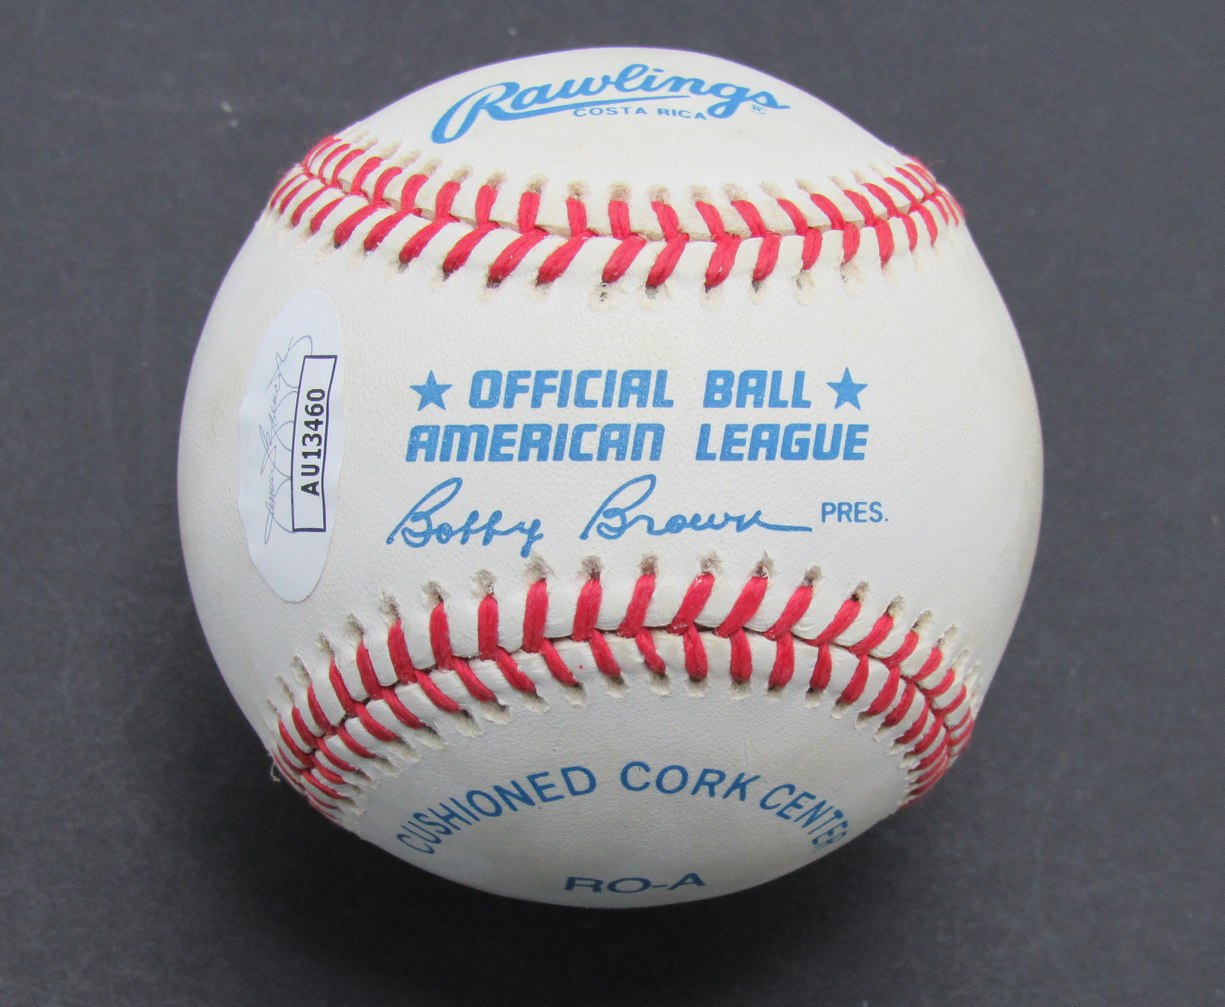 Rawlings
COSTA RICA
★ OFFICIAL BALL ★
AMERICAN LEAGUE
Bobby Brown PRES.
CUSHIONED CORK CENTER
RO-A
AU13460